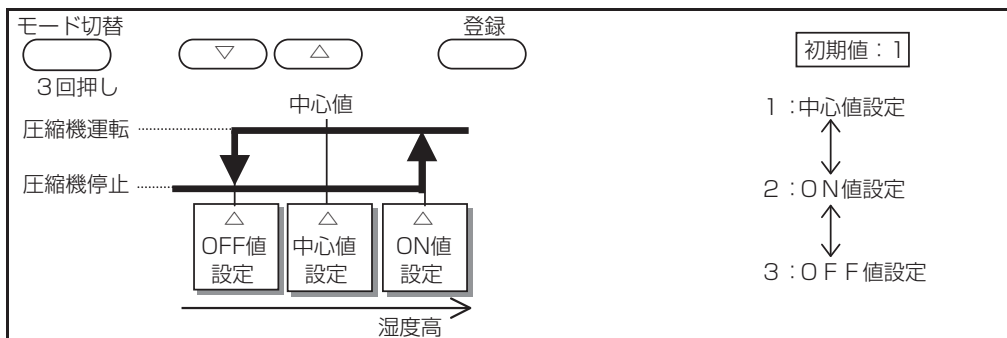 モード切替
▽
△
登録
3回押し
初期値：1
中心値
1：中心値設定
圧縮機運転
圧縮機停止
2：ON値設定
△
OFF値
設定
△
中心値
設定
△
ON値
設定
3：OFF値設定
湿度高